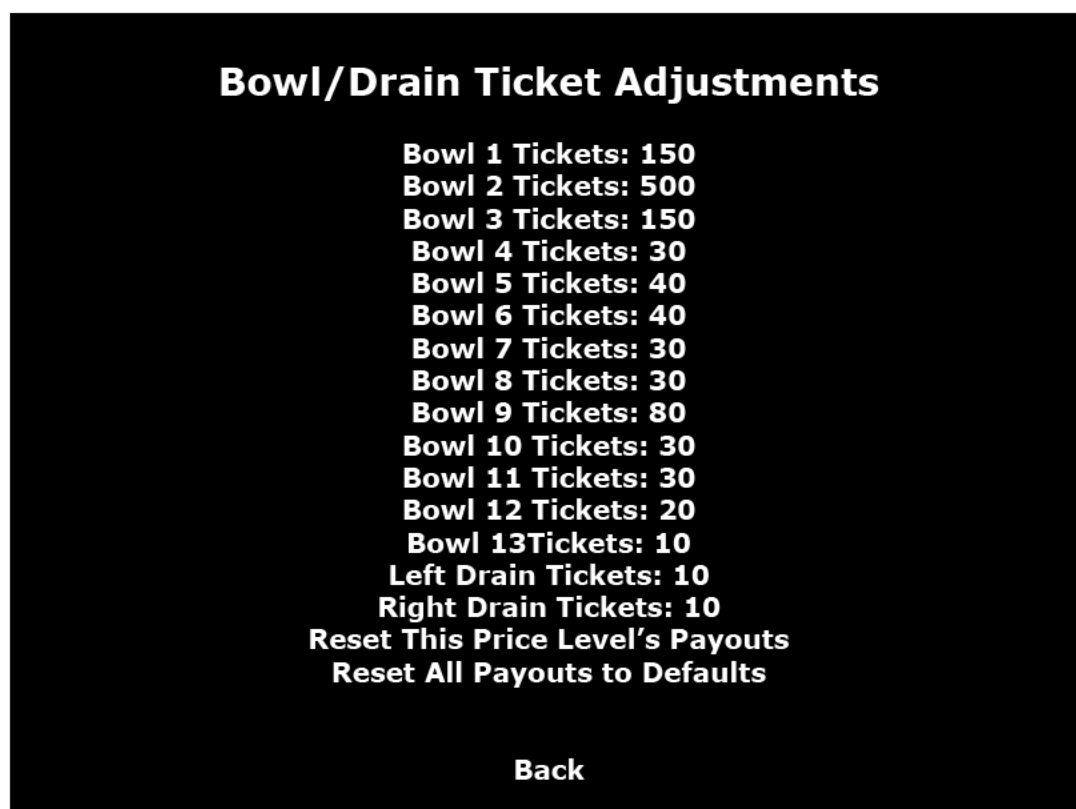 Bowl/Drain Ticket Adjustments
Bowl 1 Tickets: 150
Bowl 2 Tickets: 500
Bowl 3 Tickets: 150
Bowl 4 Tickets: 30
Bowl 5 Tickets: 40
Bowl 6 Tickets: 40
Bowl 7 Tickets: 30
Bowl 8 Tickets: 30
Bowl 9 Tickets: 80
Bowl 10 Tickets: 30
Bowl 11 Tickets: 30
Bowl 12 Tickets: 20
Bowl 13Tickets: 10
Left Drain Tickets: 10
Right Drain Tickets: 10
Reset This Price Level’s Payouts
Reset All Payouts to Defaults
Back